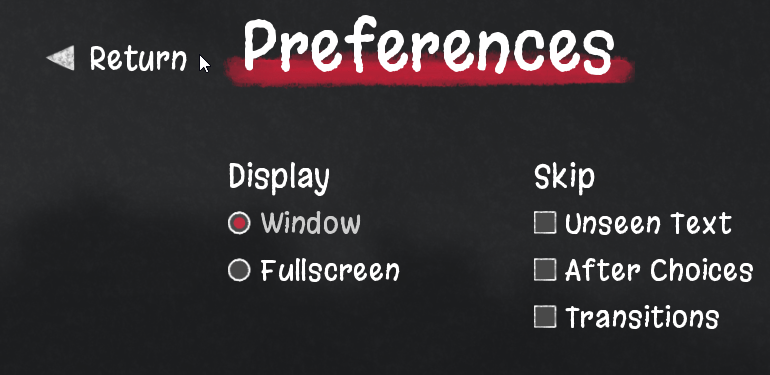 Return
Preferences
Display
Window
Fullscreen
Skip
Unseen Text
After Choices
Transitions